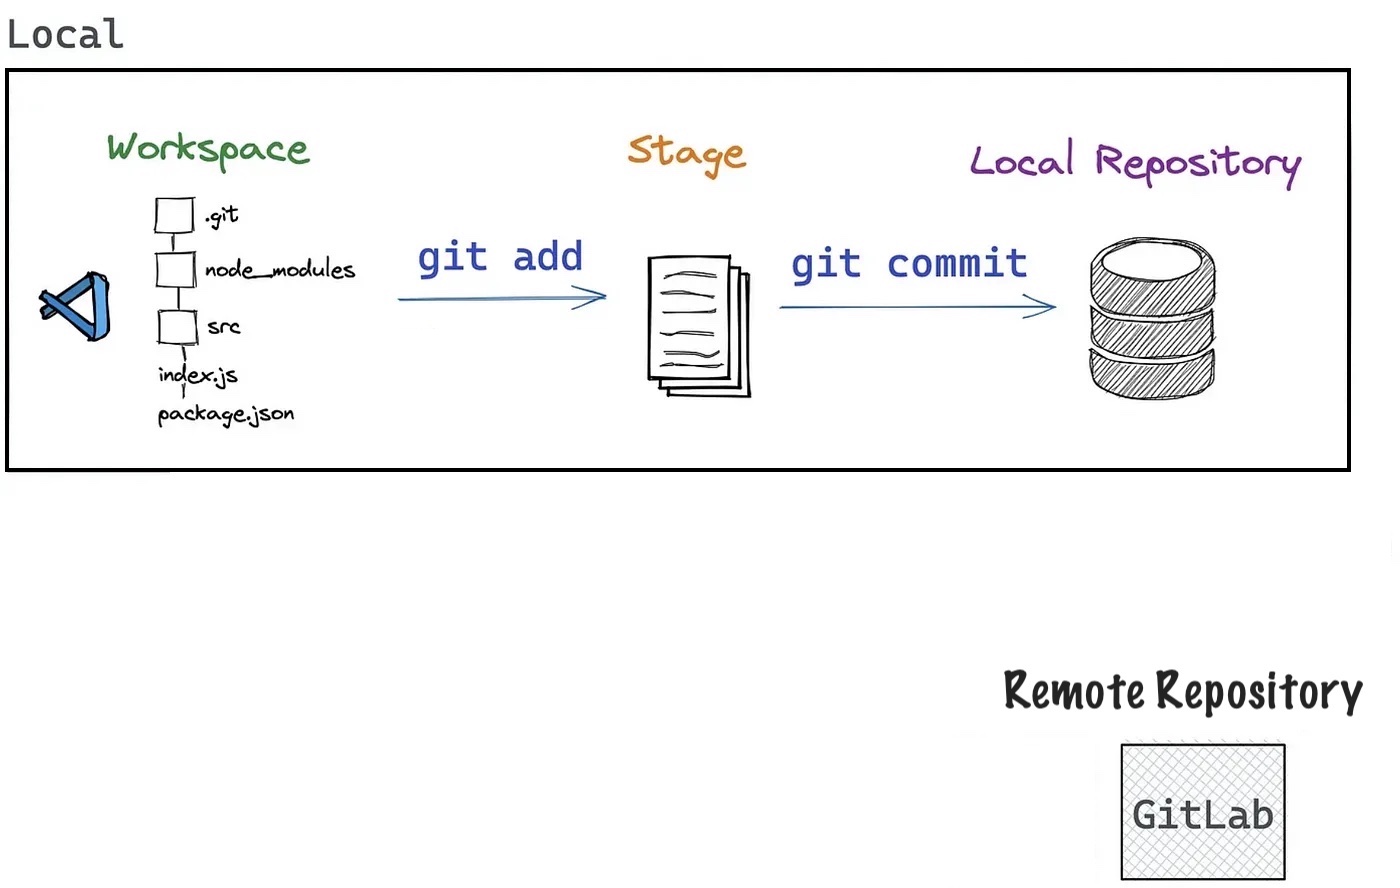 Local
Workspace
Stage
Local Repository
.git
node_modules
src
index.js
package.json
git add
git commit
Remote Repository
GitLab